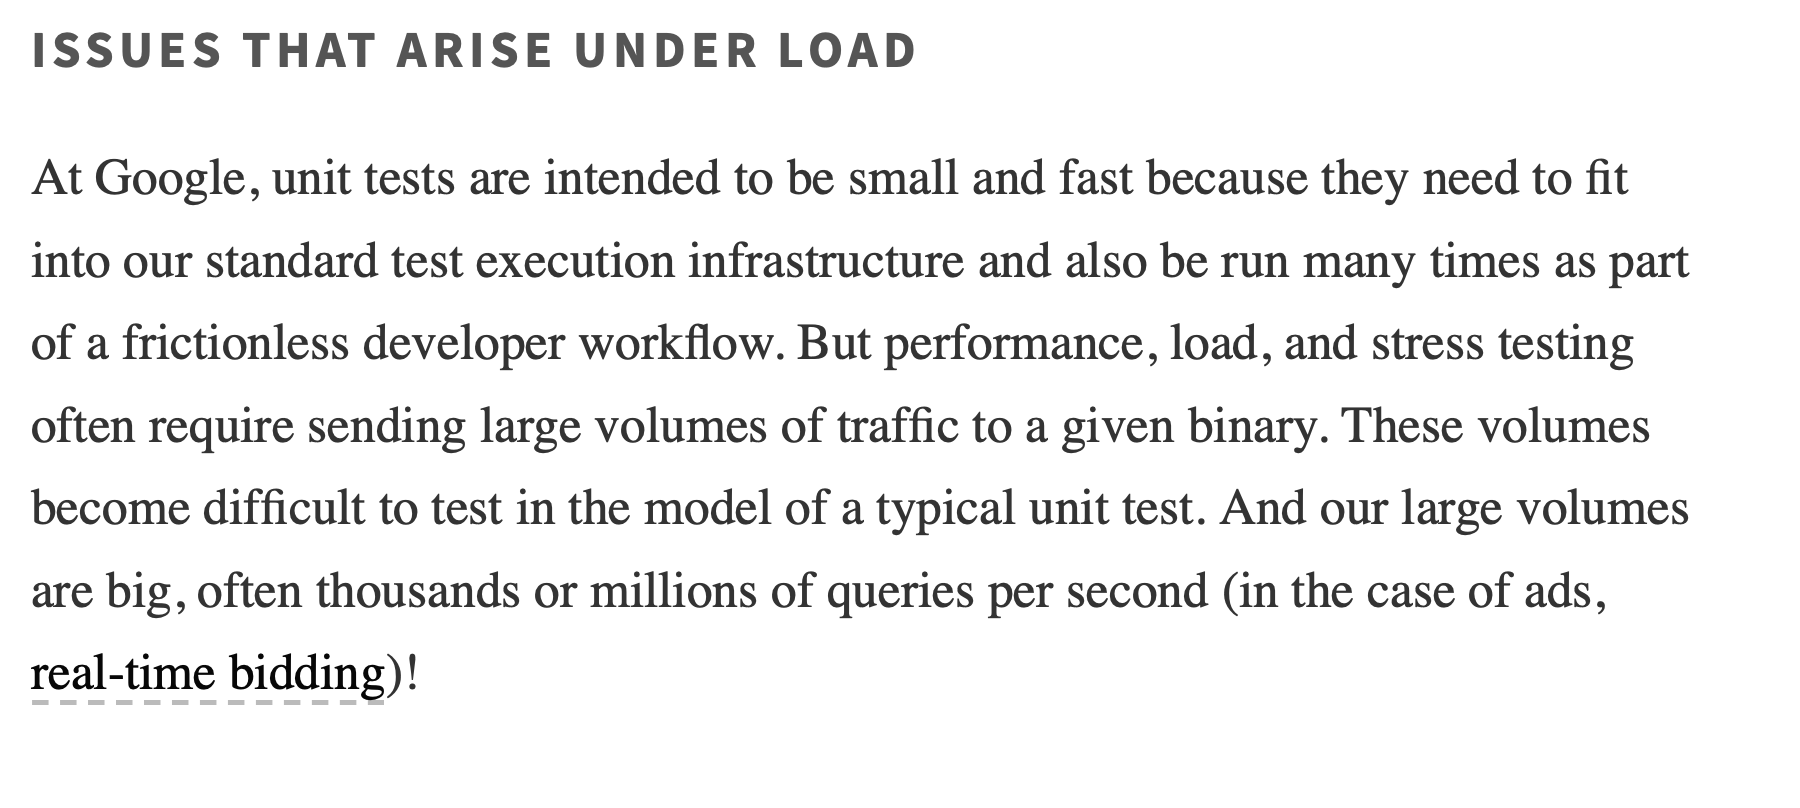 ISSUES THAT ARISE UNDER LOAD
At Google, unit tests are intended to be small and fast because they need to fit
into our standard test execution infrastructure and also be run many times as part
of a frictionless developer workflow. But performance, load, and stress testing
often require sending large volumes of traffic to a given binary. These volumes
become difficult to test in the model of a typical unit test. And our large volumes
are big, often thousands or millions of queries per second (in the case of ads,
real-time bidding)!